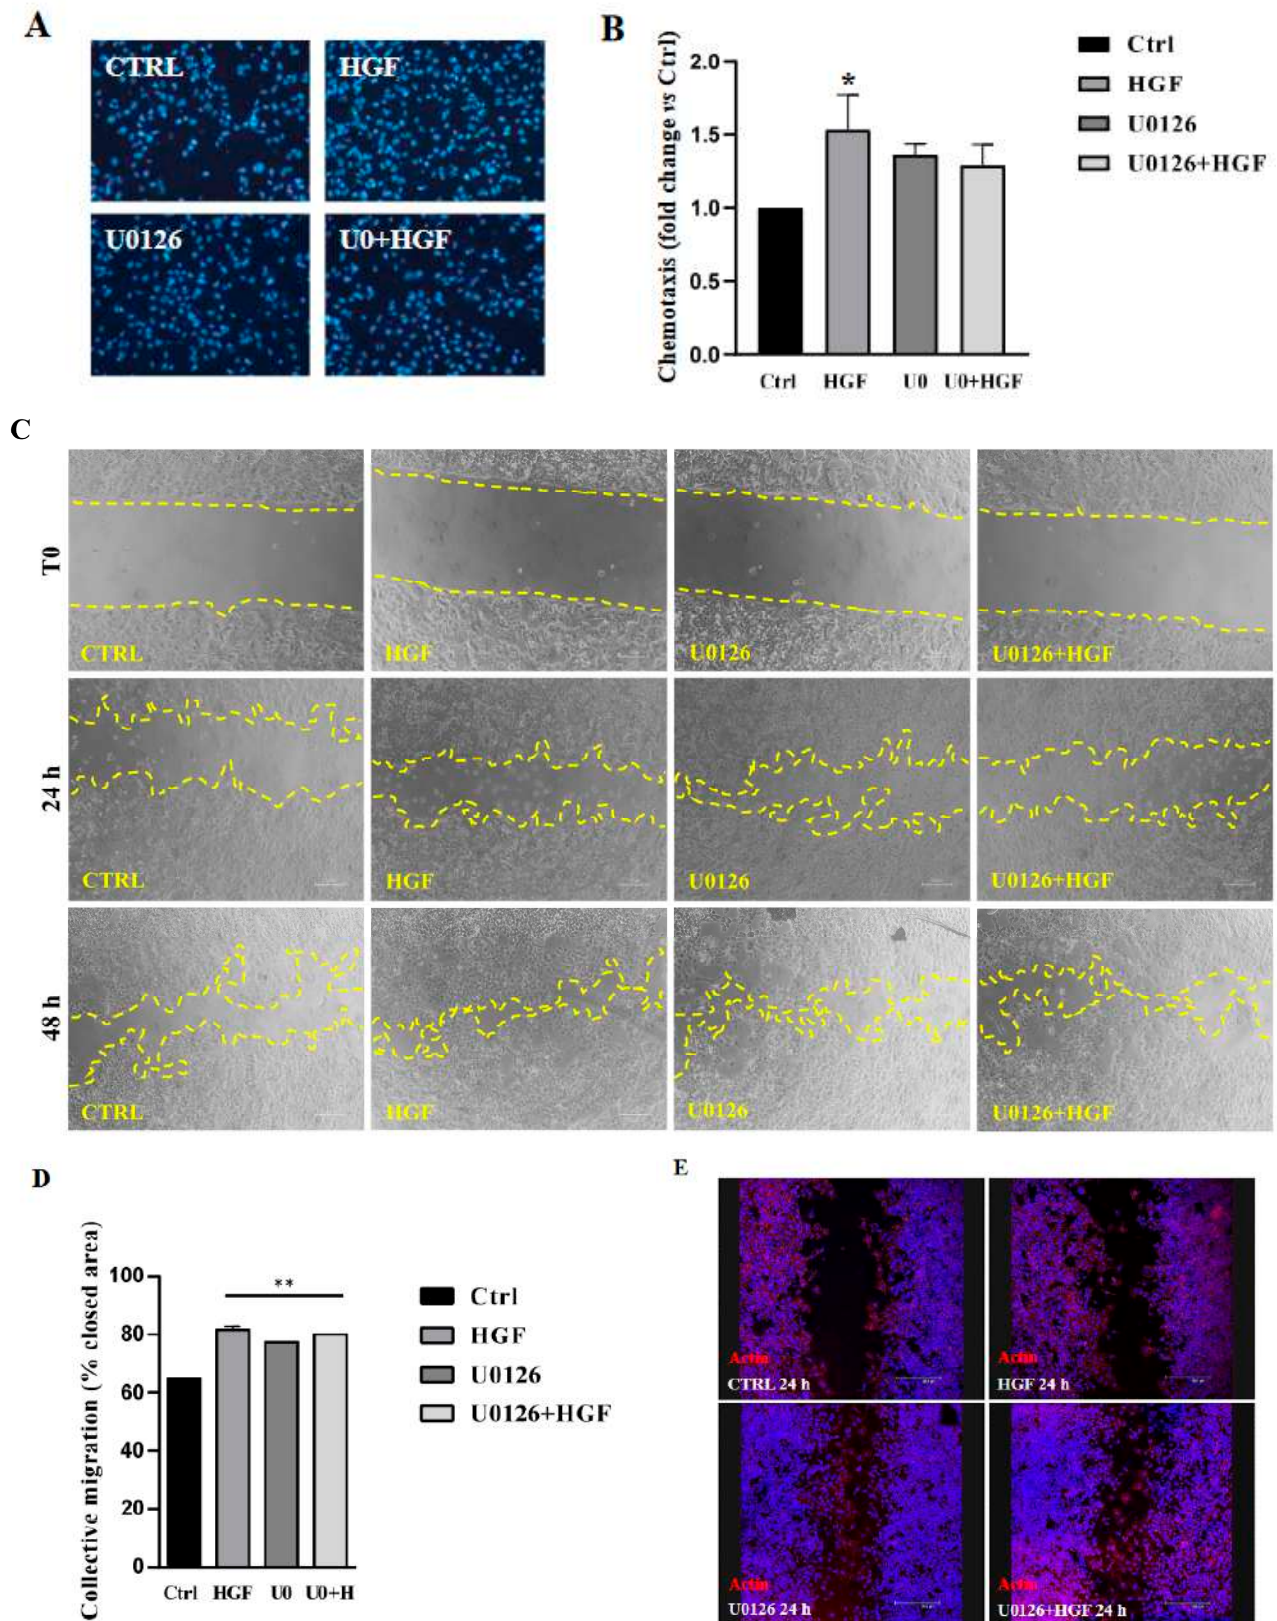 A
CTRL
HGF
U0126
U0+HGF
B
Chemotaxis (fold change vs Ctrl)
2.0
1.5
1.0
0.5
0.0
*
Ctrl HGF U0 U0+HGF
Ctrl
HGF
U0126
U0126+HGF
C
T0
CTRL
HGF
U0126
U0126+HGF
24 h
CTRL
HGF
U0126
U0126+HGF
48 h
CTRL
HGF
U0126
U0126+HGF
D
Collective migration (% closed area)
100
80
60
40
20
0
**
Ctrl HGF U0 U0+H
Ctrl
HGF
U0126
U0126+HGF
E
Actin
CTRL 24 h
Actin
HGF 24 h
Actin
U0126 24 h
Actin
U0126+HGF 24 h